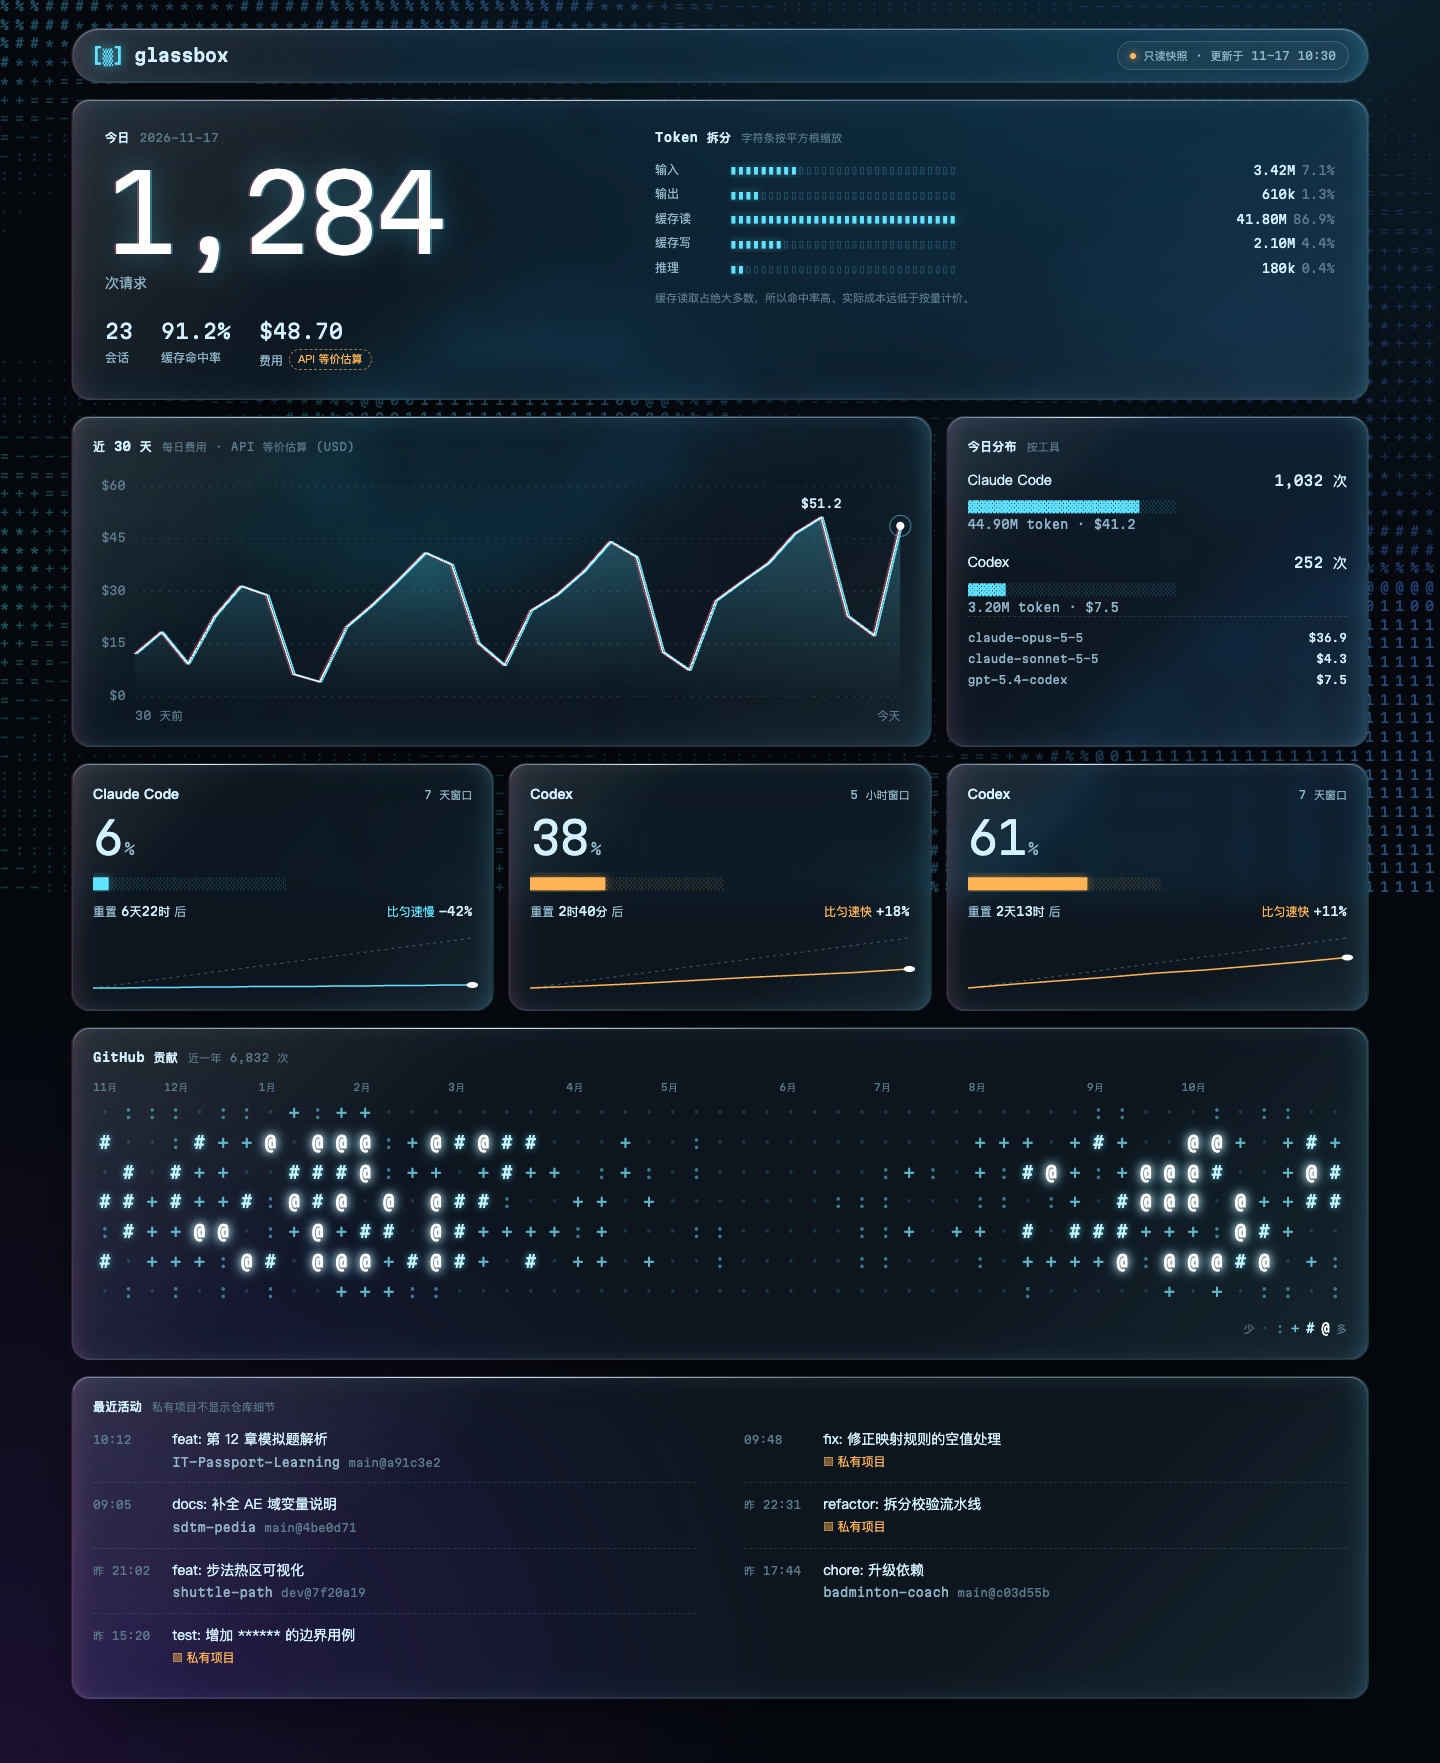 [▒] glassbox
只读快照 · 更新于 11-17 10:30
今日 2026-11-17
1,284
次请求
23 91.2% $48.70
会话 缓存命中率 费用 API 等价估算
Token 拆分 字符条按平方根缩放
输入 3.42M 7.1%
输出 610k 1.3%
缓存读 41.80M 86.9%
缓存写 2.10M 4.4%
推理 180k 0.4%
缓存读取占绝大多数，所以命中率高、实际成本远低于按量计价。
近 30 天 每日费用 · API 等价估算 (USD)
$60
$51.2
$45
$30
$15
$0
30 天前 今天
今日分布 按工具
Claude Code 1,032 次
44.90M token · $41.2
Codex 252 次
3.20M token · $7.5
claude-opus-5-5 $36.9
claude-sonnet-5-5 $4.3
gpt-5.4-codex $7.5
Claude Code 7 天窗口
6%
重置 6天22时 后 比匀速慢 −42%
Codex 5 小时窗口
38%
重置 2时40分 后 比匀速快 +18%
Codex 7 天窗口
61%
重置 2天13时 后 比匀速快 +11%
GitHub 贡献 近一年 6,832 次
11月 12月 1月 2月 3月 4月 5月 6月 7月 8月 9月 10月
少 · : + # @ 多
最近活动 私有项目不显示仓库细节
10:12 feat: 第 12 章模拟题解析
IT-Passport-Learning main@a91c3e2
09:48 fix: 修正映射规则的空值处理
私有项目
09:05 docs: 补全 AE 域变量说明
sdtm-pedia main@4be0d71
昨 22:31 refactor: 拆分校验流水线
私有项目
昨 21:02 feat: 步法热区可视化
shuttle-path dev@7f20a19
昨 17:44 chore: 升级依赖
badminton-coach main@c03d55b
昨 15:20 test: 增加 ****** 的边界用例
私有项目